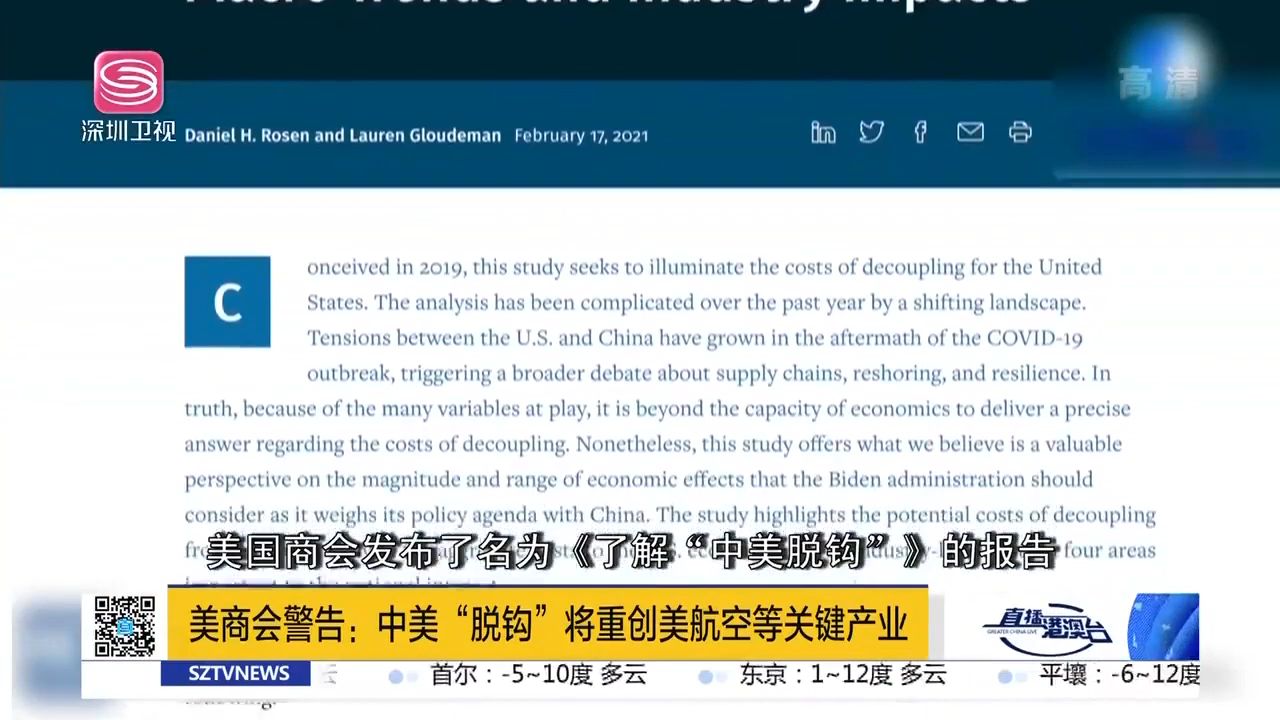 Macro Trends and Industry Impacts
高清
深圳卫视
Daniel H. Rosen and Lauren Gloudeman February 17, 2021
Conceived in 2019, this study seeks to illuminate the costs of decoupling for the United
States. The analysis has been complicated over the past year by a shifting landscape.
Tensions between the U.S. and China have grown in the aftermath of the COVID-19
outbreak, triggering a broader debate about supply chains, reshoring, and resilience. In
truth, because of the many variables at play, it is beyond the capacity of economics to deliver a precise
answer regarding the costs of decoupling. Nonetheless, this study offers what we believe is a valuable
perspective on the magnitude and range of economic effects that the Biden administration should
consider as it weighs its policy agenda with China. The study highlights the potential costs of decoupling
four areas
美国商会发布了名为《了解“中美脱钩”》的报告
美商会警告：中美“脱钩”将重创美航空等关键产业
直播港澳台
GREATER CHINA LIVE
SZTVNEWS 首尔：-5~10度 多云 东京：1~12度 多云 平壤：-6~12度